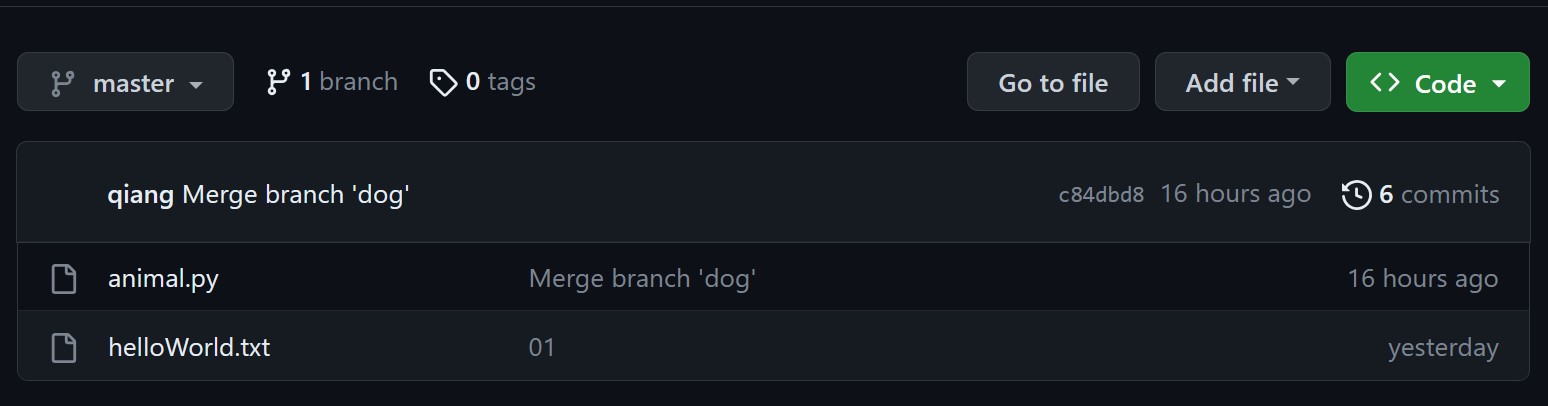 master 1 branch 0 tags Go to file Add file Code
qiang Merge branch 'dog' c84dbd8 16 hours ago 6 commits
animal.py Merge branch 'dog' 16 hours ago
helloWorld.txt 01 yesterday